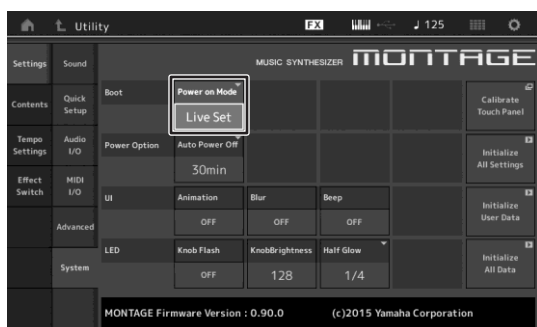 Utility
FX
125
Settings
Sound
MUSIC SYNTHESIZER
MONTAGE
Contents
Quick
Setup
Boot
Power on Mode
Live Set
Calibrate
Touch Panel
Tempo
Settings
Audio
I/O
Power Option
Auto Power Off
30min
Initialize
All Settings
Effect
Switch
MIDI
I/O
UI
Animation
Blur
Beep
OFF
OFF
OFF
Initialize
User Data
Advanced
System
LED
Knob Flash
KnobBrightness
Half Glow
OFF
128
1/4
Initialize
All Data
MONTAGE Firmware Version : 0.90.0
(c)2015 Yamaha Corporation